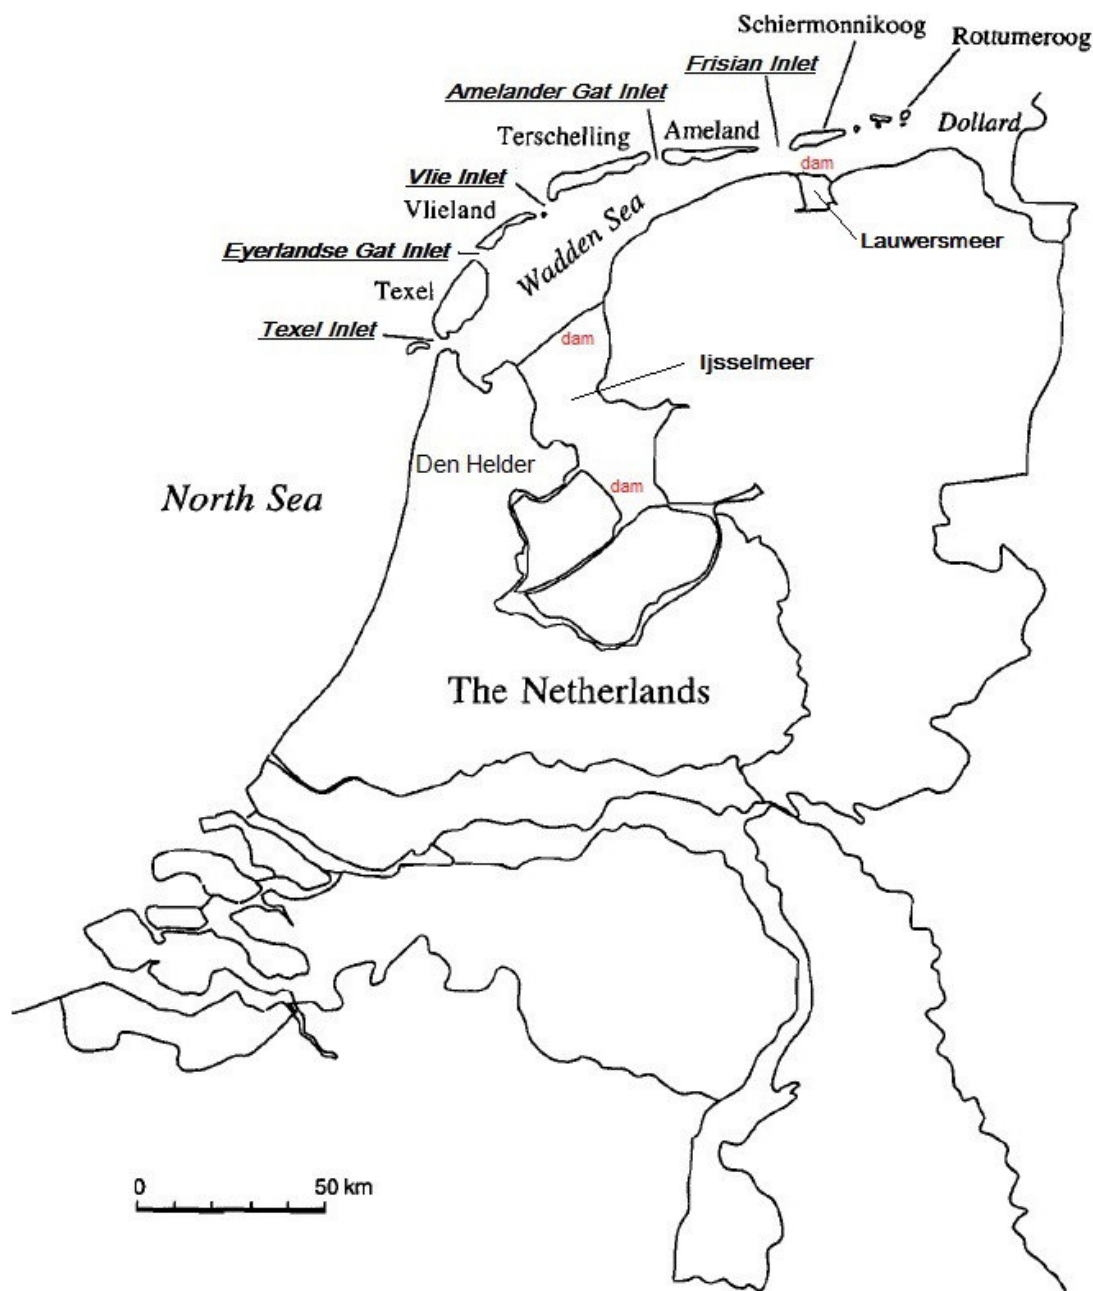 Schiermonnikoog
Rottumeroog
Frisian Inlet
Amelander Gat Inlet
Terschelling
Ameland
Dollard
dam
Vlie Inlet
Vlieland
Lauwersmeer
Wadden Sea
Eyerlandse Gat Inlet
Texel
Texel Inlet
dam
Ijsselmeer
Den Helder
dam
North Sea
The Netherlands
0 50 km